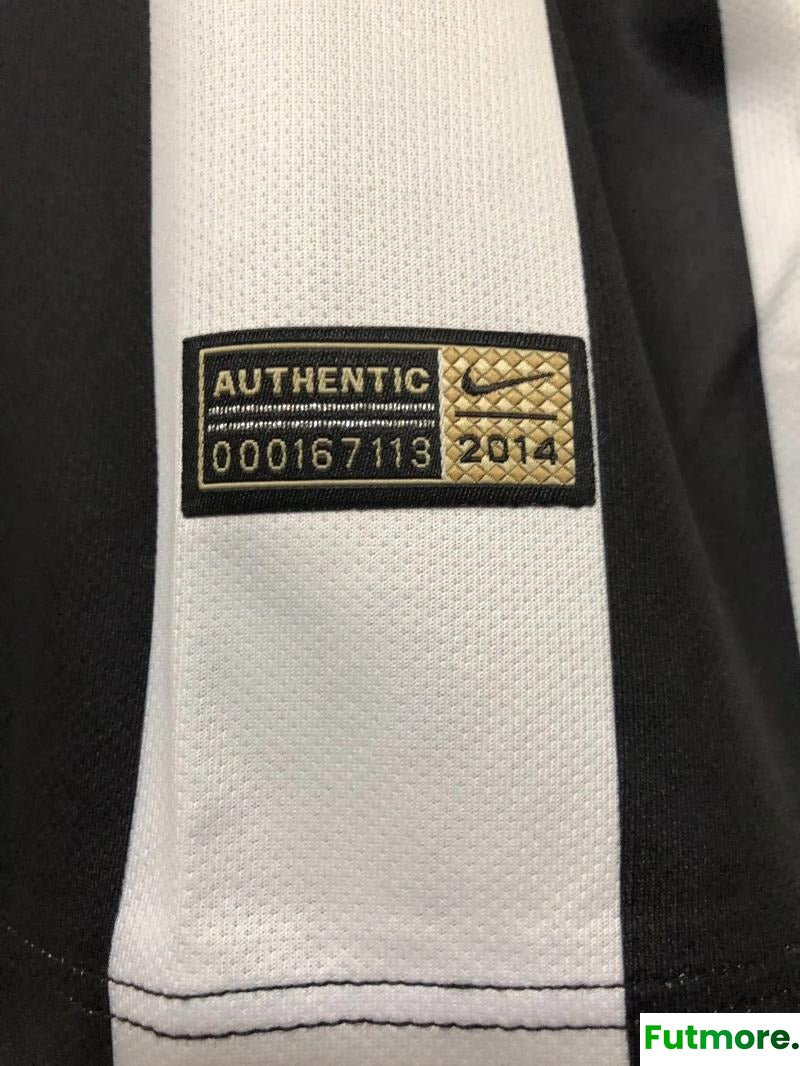 AUTHENTIC
000167113
2014
Futmore.